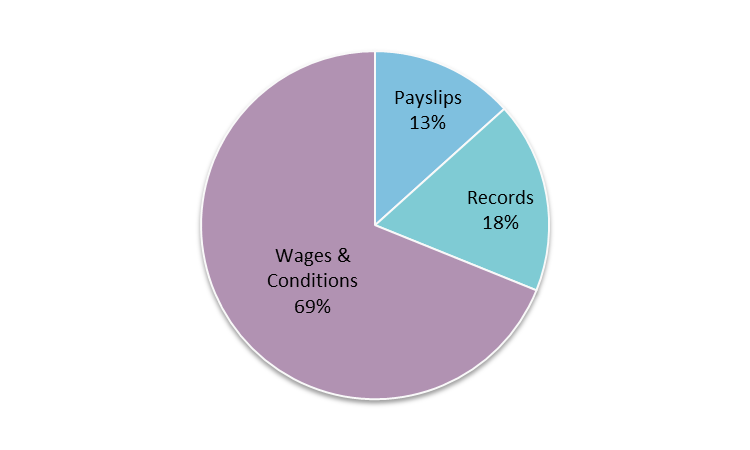 Payslips
13%
Records
18%
Wages &
Conditions
69%